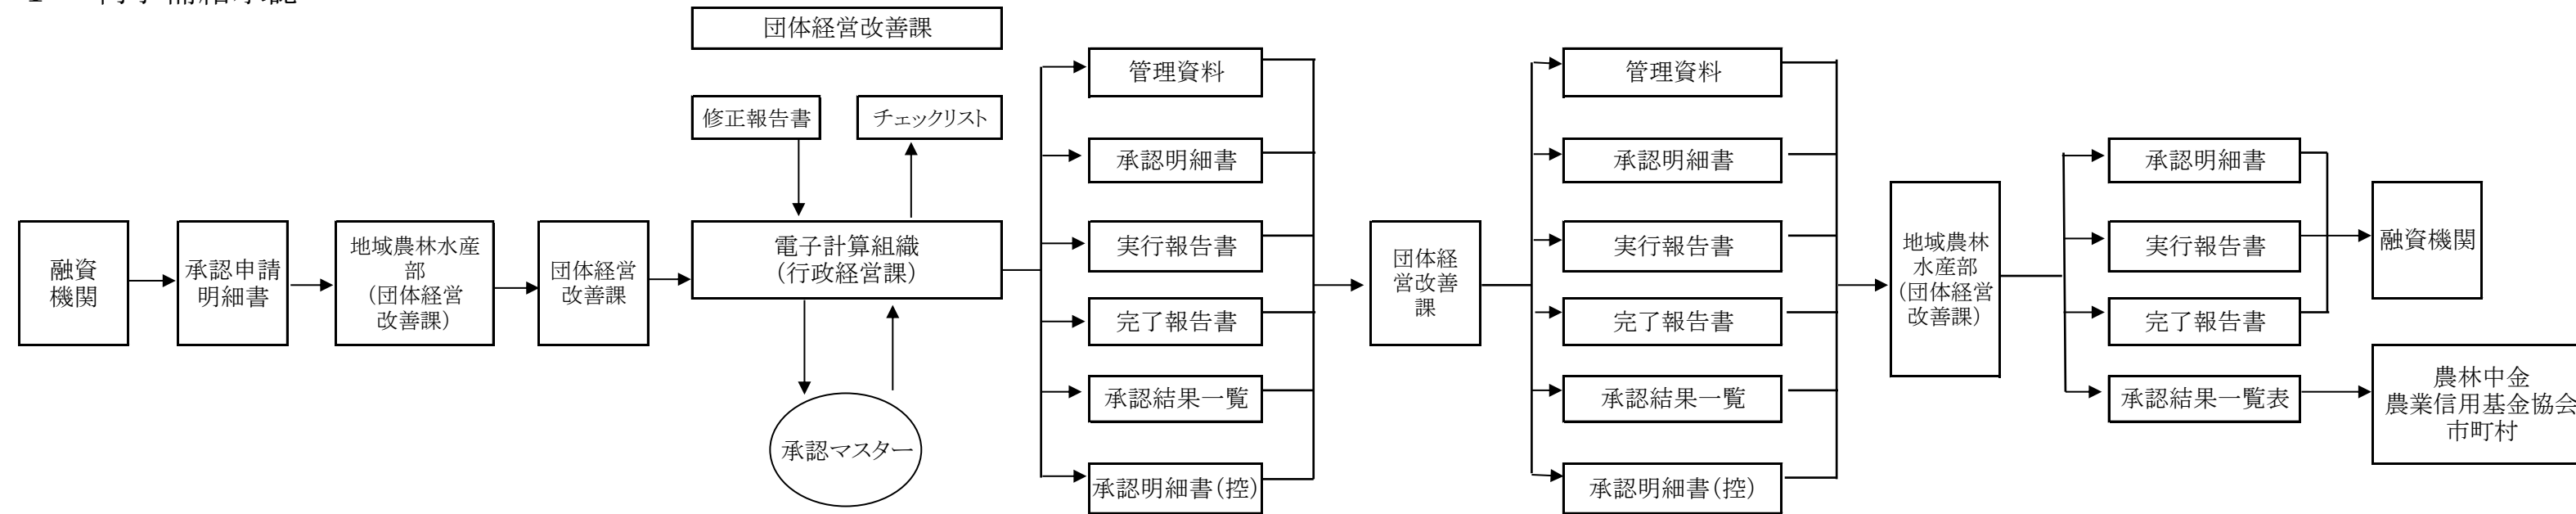 団体経営改善課
修正報告書
チェックリスト
融資
機関
承認申請
明細書
地域農林水産
部
(団体経営
改善課)
団体経営
改善課
電子計算組織
(行政経営課)
承認マスター
管理資料
承認明細書
実行報告書
完了報告書
承認結果一覧
承認明細書(控)
団体経
営改善
課
管理資料
承認明細書
実行報告書
完了報告書
承認結果一覧
承認明細書(控)
地域農林
水産部
(団体経営
改善課)
承認明細書
実行報告書
完了報告書
承認結果一覧表
融資機関
農林中金
農業信用基金協会
市町村